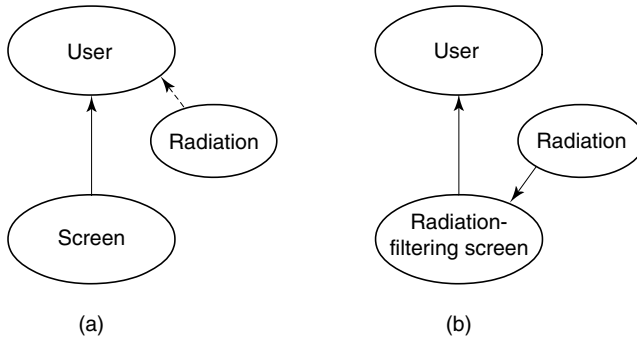 User
Radiation
Screen
(a)
User
Radiation
Radiation-
filtering screen
(b)